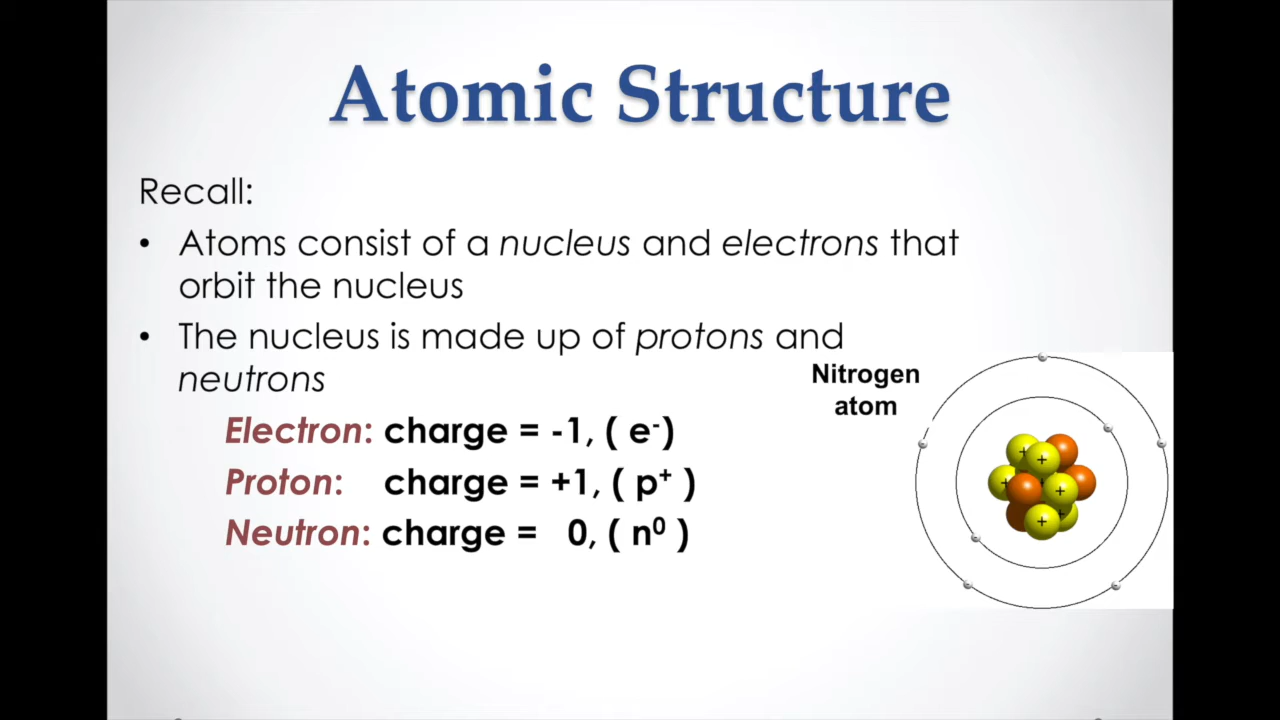 Atomic Structure
Recall:
• Atoms consist of a nucleus and electrons that
orbit the nucleus
• The nucleus is made up of protons and
neutrons
Electron: charge = -1, ( e⁻)
Proton: charge = +1, ( p⁺ )
Neutron: charge = 0, ( n⁰ )
Nitrogen
atom
+ + + + + + +